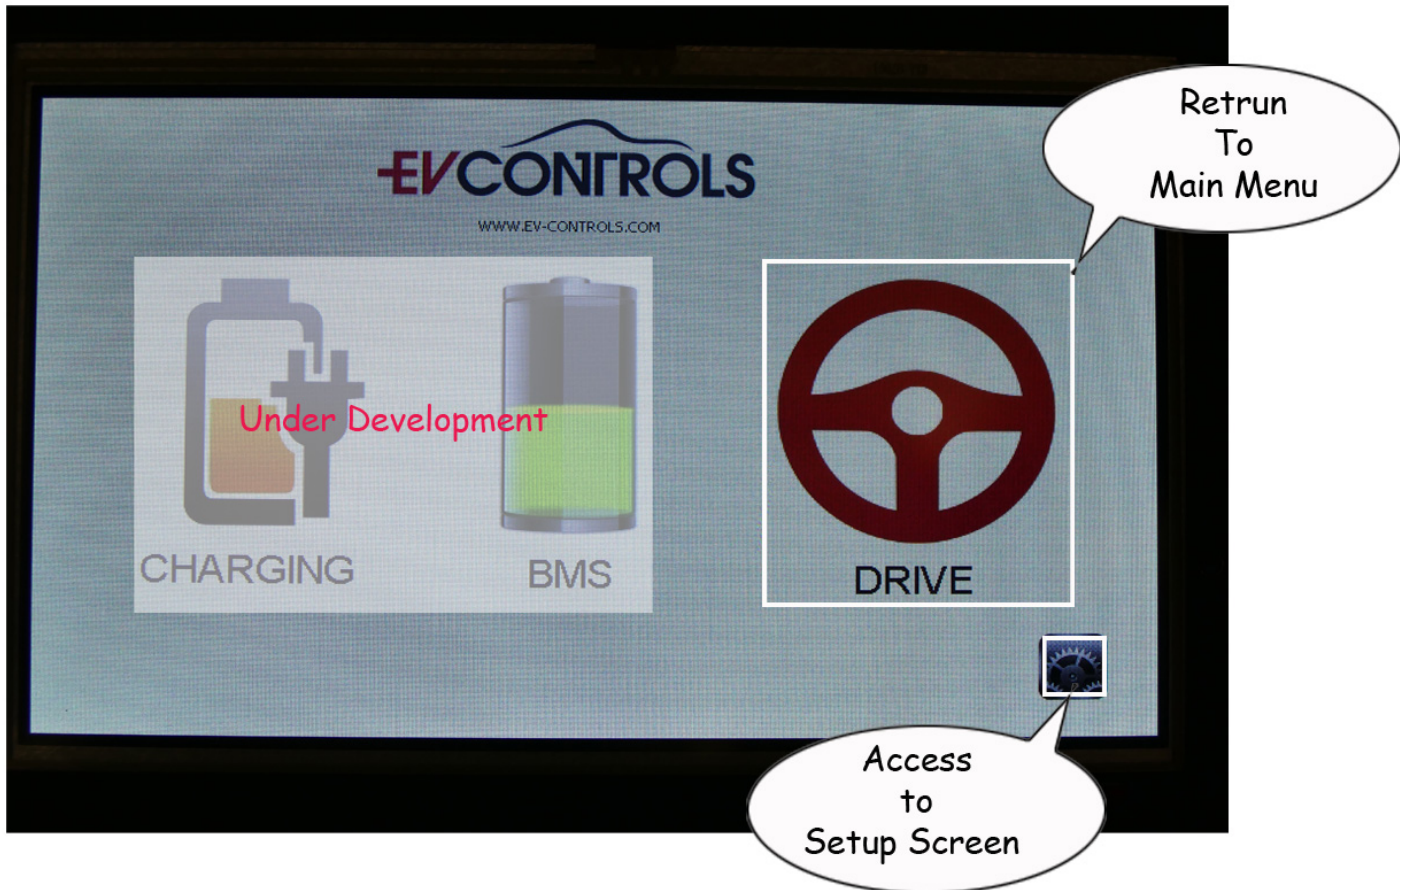 EVCONTROLS
WWW.EV-CONTROLS.COM
Retrun
To
Main Menu
Under Development
CHARGING
BMS
DRIVE
Access
to
Setup Screen